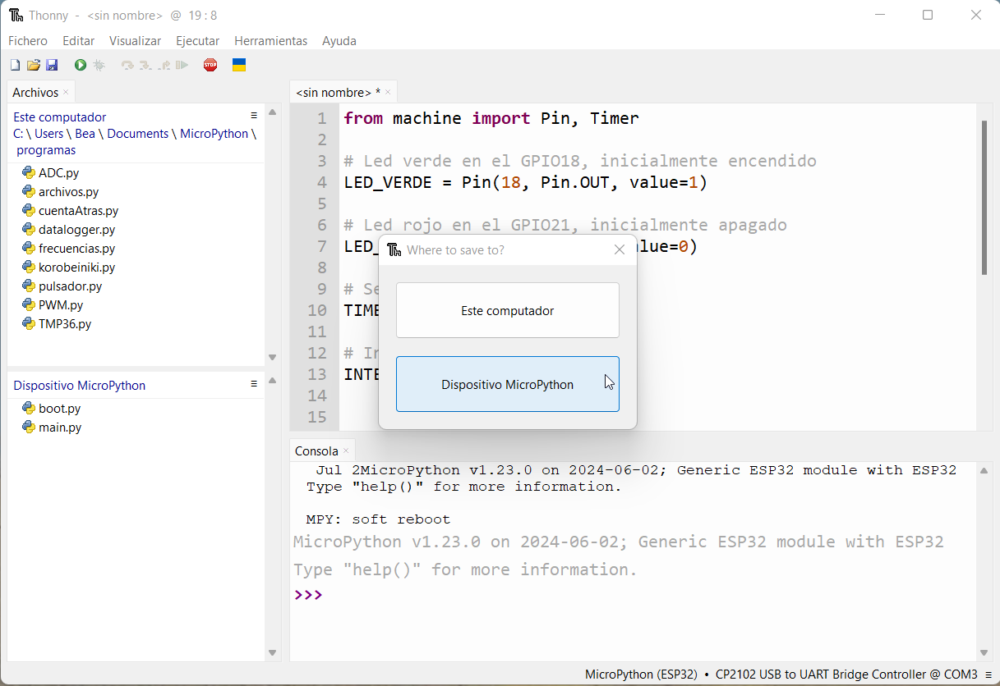 Thonny - <sin nombre> @ 19 : 8
Fichero Editar Visualizar Ejecutar Herramientas Ayuda
STOP
Archivos
Este computador
C: \ Users \ Bea \ Documents \ MicroPython \
programas
ADC.py
archivos.py
cuentaAtras.py
datalogger.py
frecuencias.py
korobeiniki.py
pulsador.py
PWM.py
TMP36.py
Dispositivo MicroPython
boot.py
main.py
<sin nombre> *
1 from machine import Pin, Timer
2
3 # Led verde en el GPIO18, inicialmente encendido
4 LED_VERDE = Pin(18, Pin.OUT, value=1)
5
6 # Led rojo en el GPIO21, inicialmente apagado
7 LED_ lue=0)
8
9 # Se
10 TIME
11
12 # In
13 INTE
14
15
Where to save to?
Este computador
Dispositivo MicroPython
Consola
Jul 2MicroPython v1.23.0 on 2024-06-02; Generic ESP32 module with ESP32
Type "help()" for more information.
MPY: soft reboot
MicroPython v1.23.0 on 2024-06-02; Generic ESP32 module with ESP32
Type "help()" for more information.
>>>
MicroPython (ESP32) • CP2102 USB to UART Bridge Controller @ COM3